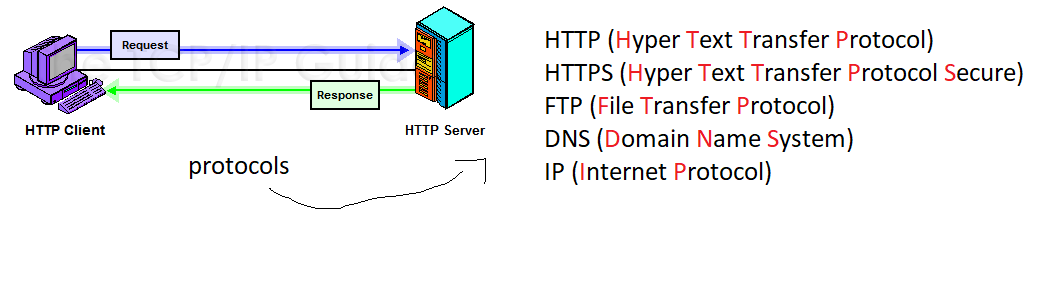 Request
The TCP/IP Guide
Response
HTTP Client
HTTP Server
protocols
HTTP (Hyper Text Transfer Protocol)
HTTPS (Hyper Text Transfer Protocol Secure)
FTP (File Transfer Protocol)
DNS (Domain Name System)
IP (Internet Protocol)